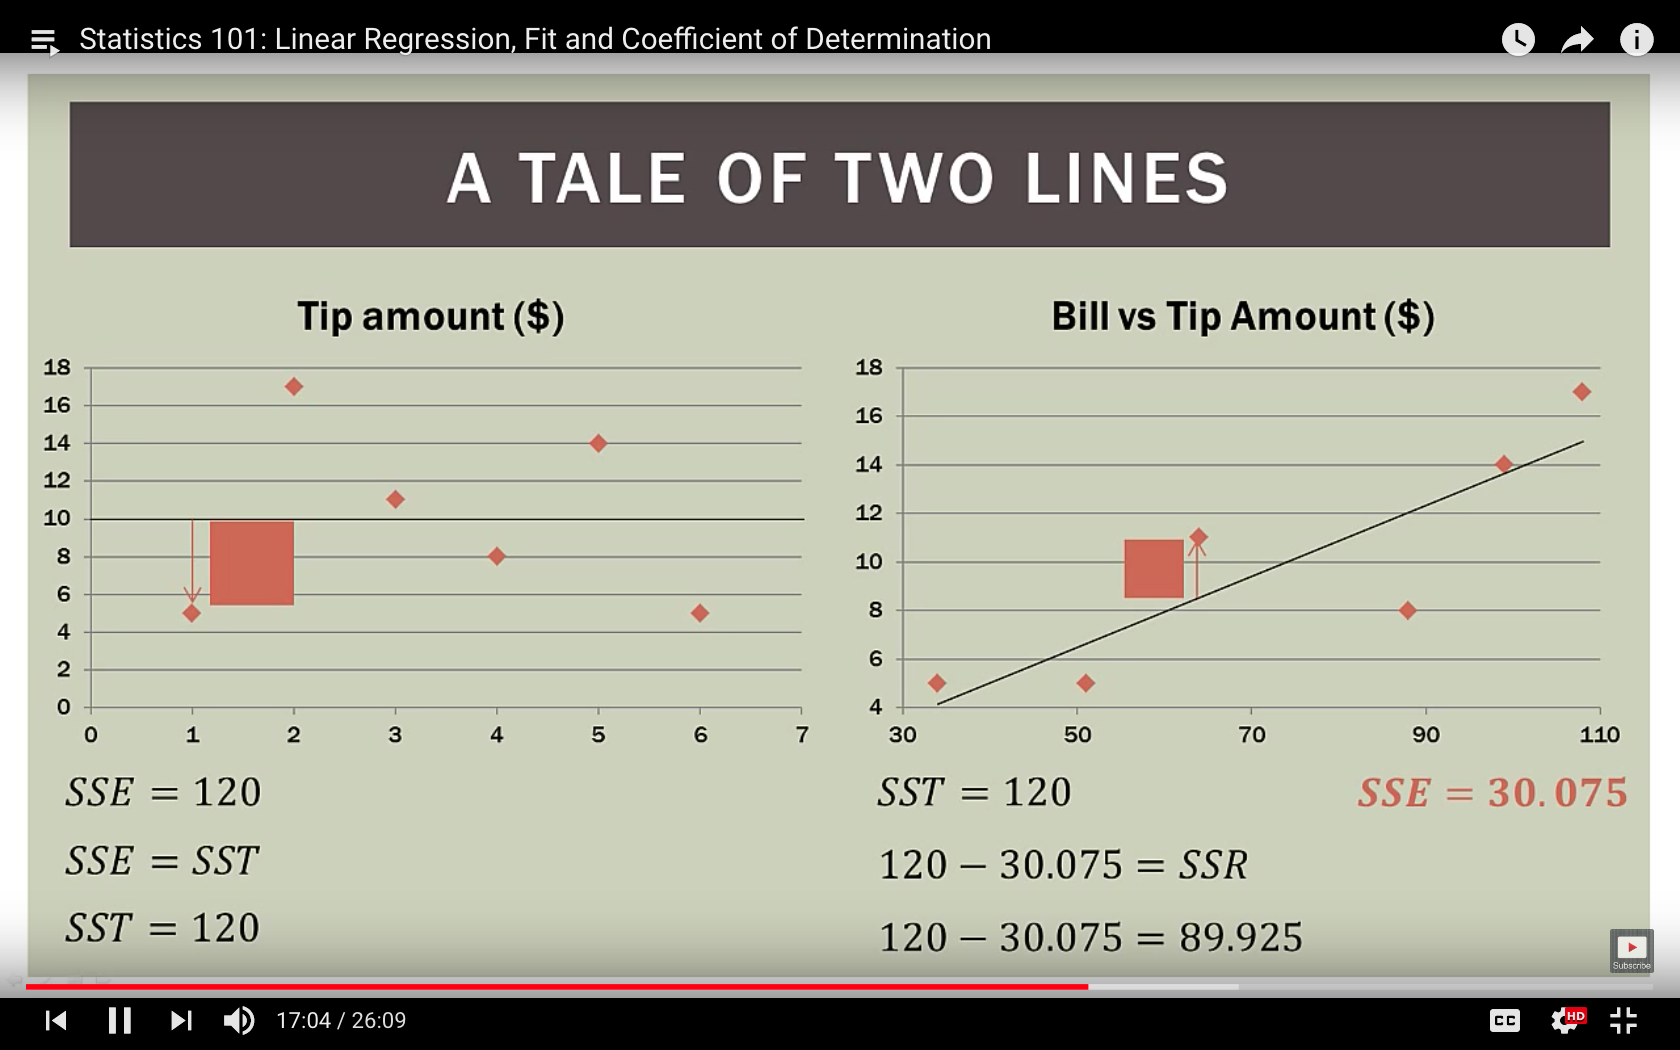 Statistics 101: Linear Regression, Fit and Coefficient of Determination
A TALE OF TWO LINES
Tip amount ($)
18
16
14
12
10
8
6
4
2
0
0 1 2 3 4 5 6 7
SSE = 120
SSE = SST
SST = 120
Bill vs Tip Amount ($)
18
16
14
12
10
8
6
4
30 50 70 90 110
SST = 120 SSE = 30.075
120 − 30.075 = SSR
120 − 30.075 = 89.925
Subscribe
17:04 / 26:09
CC HD